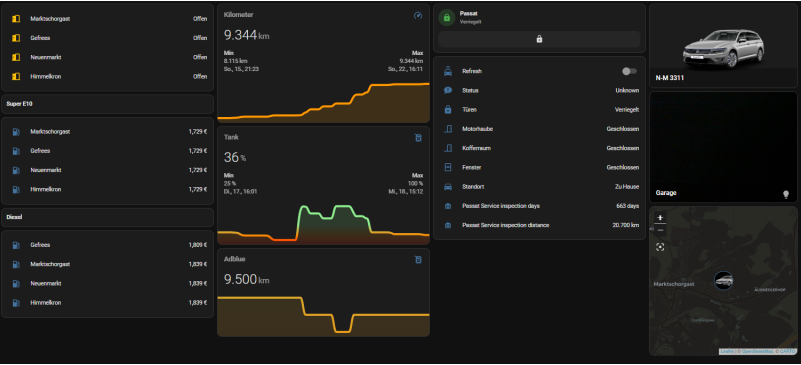 Marktschorgast Offen
Gefrees Offen
Neuenmarkt Offen
Himmelkron Offen
Super E10
Marktschorgast 1,729 €
Gefrees 1,729 €
Neuenmarkt 1,729 €
Himmelkron 1,729 €
Diesel
Gefrees 1,809 €
Marktschorgast 1,839 €
Neuenmarkt 1,839 €
Himmelkron 1,839 €
Kilometer
9.344 km
Min Max
8.115 km 9.344 km
So., 15., 21:23 So., 22., 16:11
Tank
36 %
Min Max
25 % 100 %
Di., 17., 16:01 Mi., 18., 15:12
Adblue
9.500 km
Passat
Verriegelt
Refresh
Status Unknown
Türen Verriegelt
Motorhaube Geschlossen
Kofferraum Geschlossen
Fenster Geschlossen
Standort Zu Hause
Passat Service inspection days 663 days
Passat Service inspection distance 20.700 km
N-M 3311
Garage
+
−
Marktschorgast
Leaflet | © OpenStreetMap, © CARTO